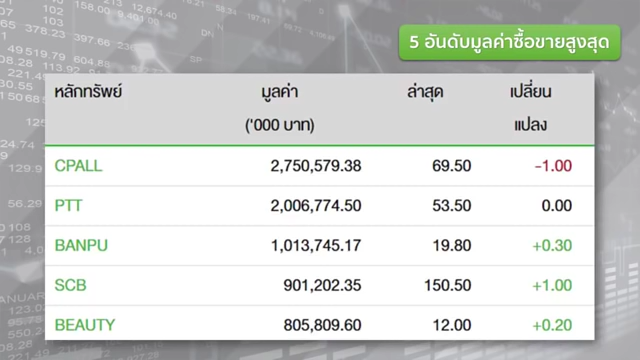 5 อันดับมูลค่าซื้อขายสูงสุด
หลักทรัพย์ มูลค่า ล่าสุด เปลี่ยน
('000 บาท) แปลง
CPALL 2,750,579.38 69.50 -1.00
PTT 2,006,774.50 53.50 0.00
BANPU 1,013,745.17 19.80 +0.30
SCB 901,202.35 150.50 +1.00
BEAUTY 805,809.60 12.00 +0.20